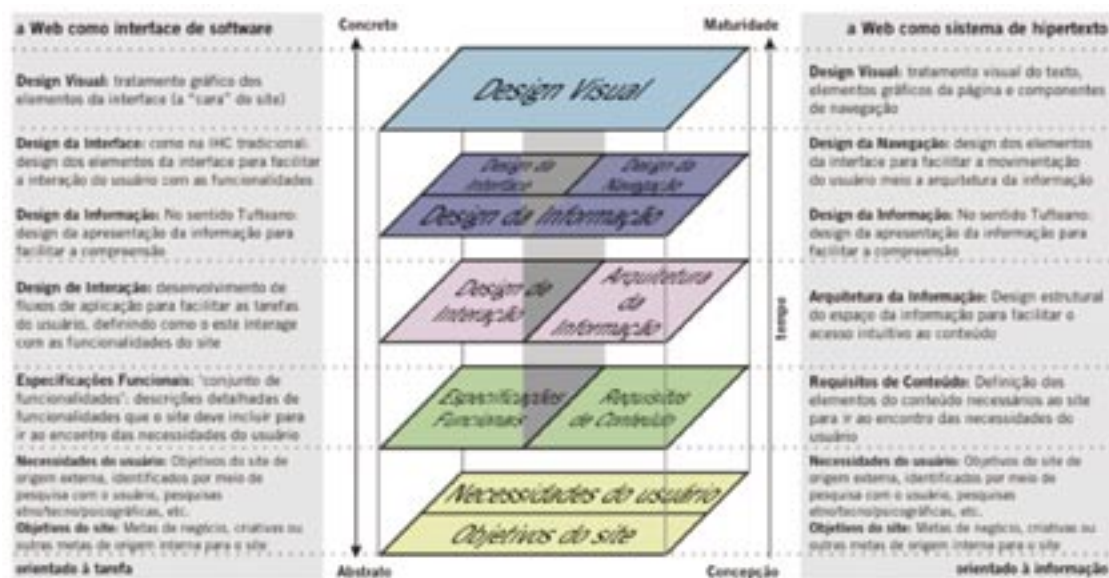 a Web como interface de software
Design Visual: tratamento gráfico dos
elementos da interface (a "cara" do site)
Design da Interface: como na IHC tradicional:
design dos elementos da interface para facilitar
a interação do usuário com as funcionalidades
Design da Informação: No sentido Tufteano:
design da apresentação da informação para
facilitar a compreensão
Design de Interação: desenvolvimento de
fluxos de aplicação para facilitar as tarefas
do usuário, definindo como o este interage
com as funcionalidades do site
Especificações Funcionais: "conjunto de
funcionalidades": descrições detalhadas de
funcionalidades que o site deve incluir para
ir ao encontro das necessidades do usuário
Necessidades do usuário: Objetivos do site de
origem externa, identificados por meio de
pesquisa com o usuário, pesquisas
etno/tecno/psicográficas, etc.
Objetivos do site: Metas de negócio, criativas ou
outras metas de origem interna para o site
orientado à tarefa
Concreto
Maturidade
Design Visual
Design da
Interface
Design da
Navegação
Design da Informação
Design de
Interação
Arquitetura
da
Informação
Especificações
Funcionais
Requisitos
de Conteúdo
Necessidades do usuário
Objetivos do site
tempo
Abstrato
Concepção
a Web como sistema de hipertexto
Design Visual: tratamento visual do texto,
elementos gráficos da página e componentes
de navegação
Design da Navegação: design dos elementos
da interface para facilitar a movimentação
do usuário meio a arquitetura da informação
Design da Informação: No sentido Tufteano:
design da apresentação da informação para
facilitar a compreensão
Arquitetura da Informação: Design estrutural
do espaço da informação para facilitar o
acesso intuitivo ao conteúdo
Requisitos de Conteúdo: Definição dos
elementos do conteúdo necessários ao site
para ir ao encontro das necessidades do
usuário
Necessidades do usuário: Objetivos do site de
origem externa, identificados por meio de
pesquisa com o usuário, pesquisas
etno/tecno/psicográficas, etc.
Objetivos do site: Metas de negócio, criativas ou
outras metas de origem interna para o site
orientado à informação